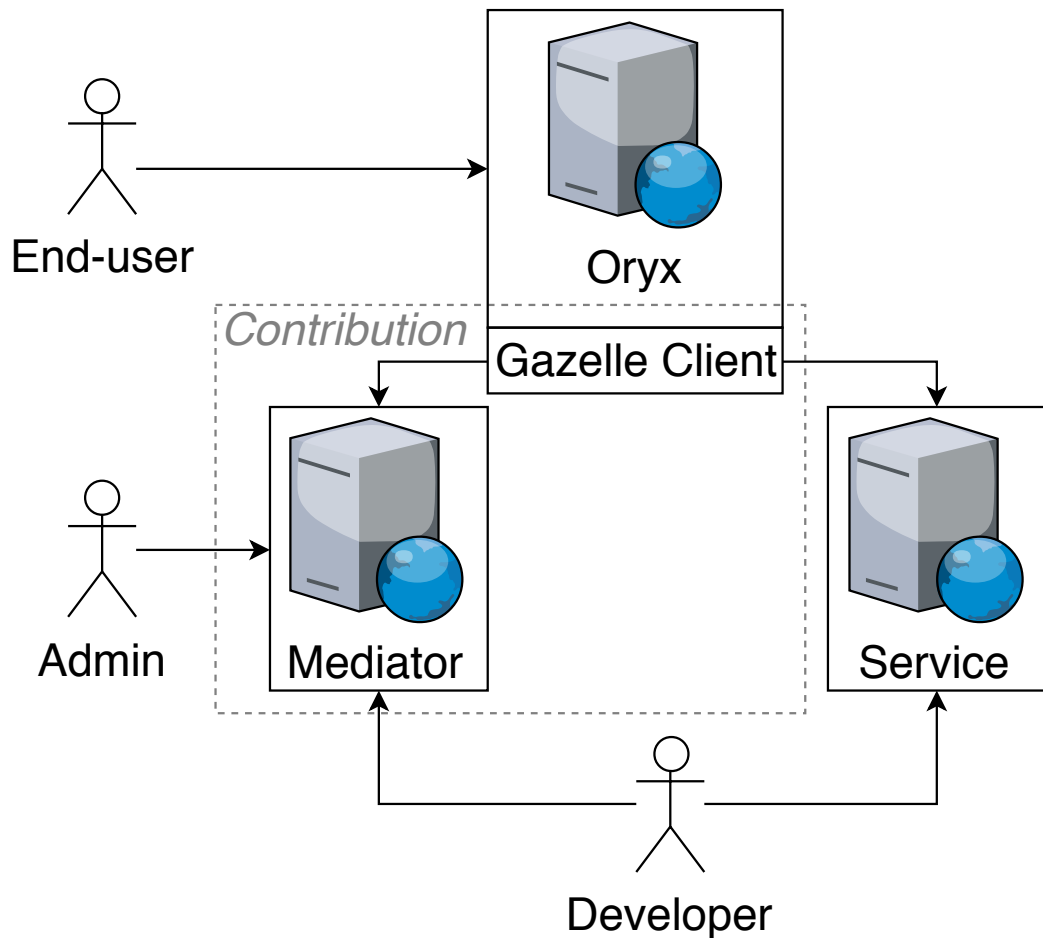 End-user
Oryx
Contribution
Gazelle Client
Admin
Mediator
Service
Developer